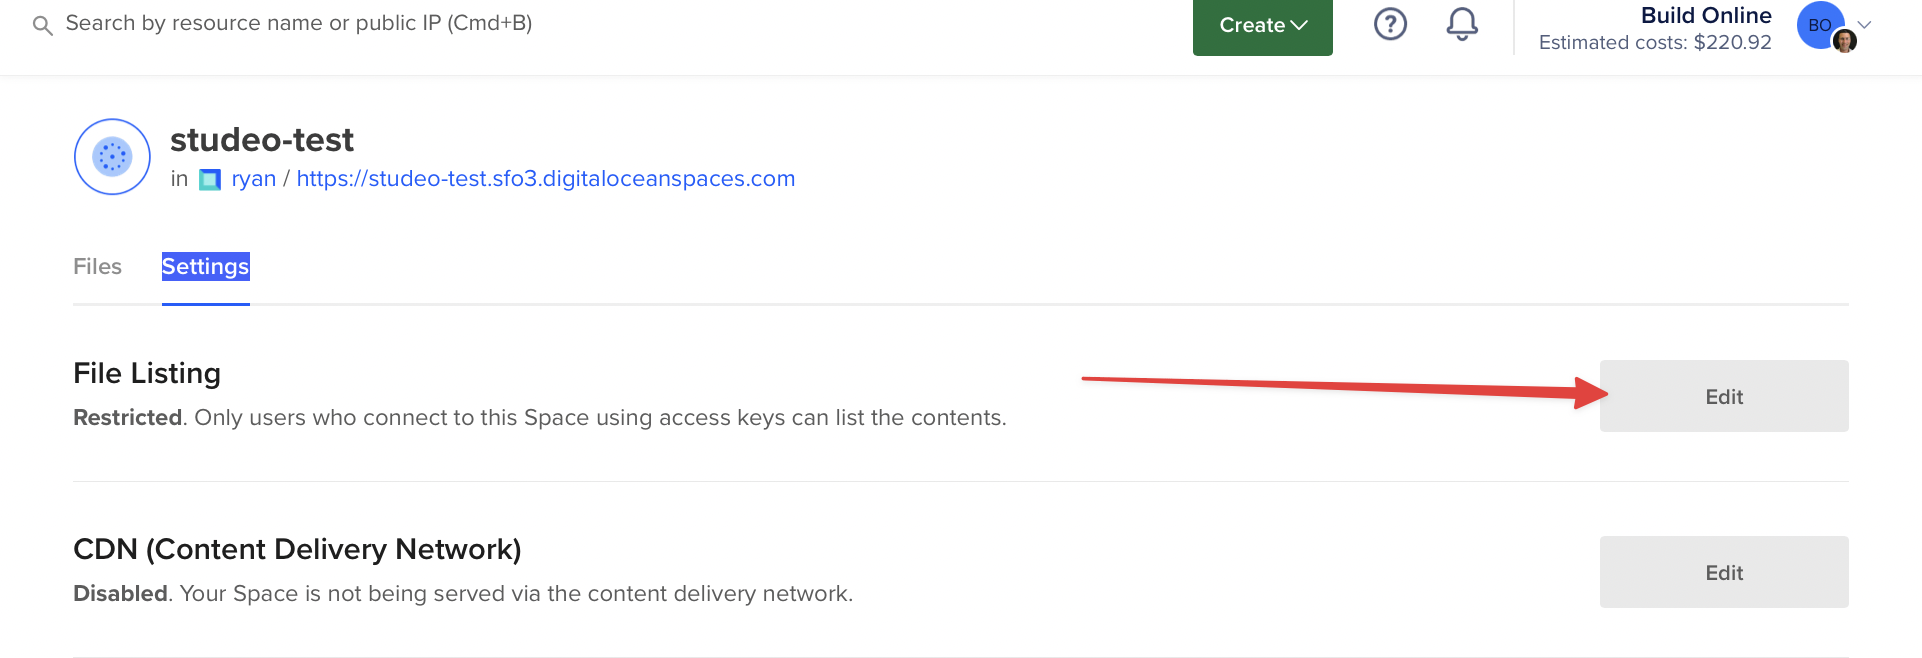 Search by resource name or public IP (Cmd+B)
Create
?
Build Online
Estimated costs: $220.92
BO
studeo-test
in ryan / https://studeo-test.sfo3.digitaloceanspaces.com
Files Settings
File Listing
Restricted. Only users who connect to this Space using access keys can list the contents.
Edit
CDN (Content Delivery Network)
Disabled. Your Space is not being served via the content delivery network.
Edit